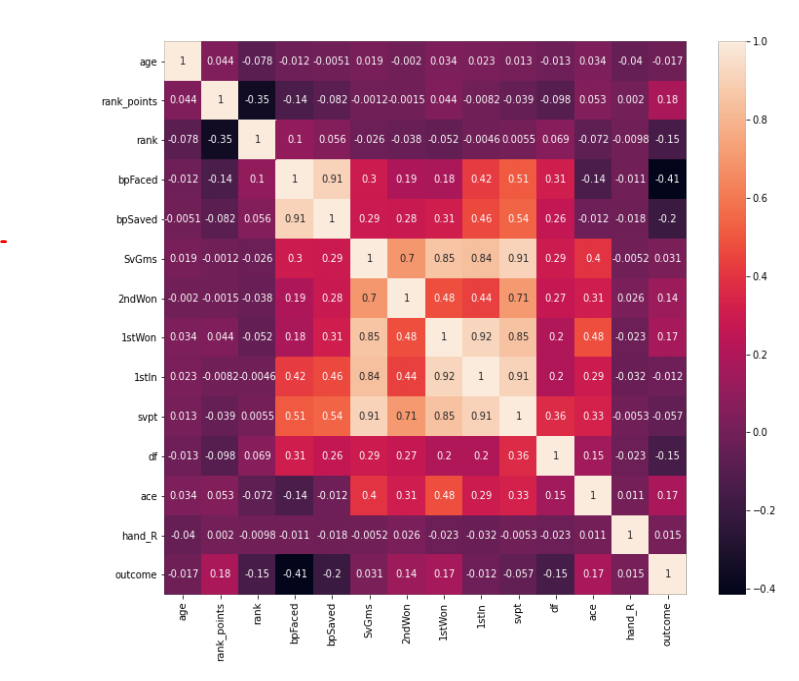 age 1 0.044 -0.078 -0.012 -0.0051 0.019 -0.002 0.034 0.023 0.013 -0.013 0.034 -0.04 -0.017
rank_points 0.044 1 -0.35 -0.14 -0.082 -0.0012 -0.0015 0.044 -0.0082 -0.039 -0.098 0.053 0.002 0.18
rank -0.078 -0.35 1 0.1 0.056 -0.026 -0.038 -0.052 -0.0046 0.0055 0.069 -0.072 -0.0098 -0.15
bpFaced -0.012 -0.14 0.1 1 0.91 0.3 0.19 0.18 0.42 0.51 0.31 -0.14 -0.011 -0.41
bpSaved -0.0051 -0.082 0.056 0.91 1 0.29 0.28 0.31 0.46 0.54 0.26 -0.012 -0.018 -0.2
SvGms 0.019 -0.0012 -0.026 0.3 0.29 1 0.7 0.85 0.84 0.91 0.29 0.4 -0.0052 0.031
2ndWon -0.002 -0.0015 -0.038 0.19 0.28 0.7 1 0.48 0.44 0.71 0.27 0.31 0.026 0.14
1stWon 0.034 0.044 -0.052 0.18 0.31 0.85 0.48 1 0.92 0.85 0.2 0.48 -0.023 0.17
1stIn 0.023 -0.0082 -0.0046 0.42 0.46 0.84 0.44 0.92 1 0.91 0.2 0.29 -0.032 -0.012
svpt 0.013 -0.039 0.0055 0.51 0.54 0.91 0.71 0.85 0.91 1 0.36 0.33 -0.0053 -0.057
df -0.013 -0.098 0.069 0.31 0.26 0.29 0.27 0.2 0.2 0.36 1 0.15 -0.023 -0.15
ace 0.034 0.053 -0.072 -0.14 -0.012 0.4 0.31 0.48 0.29 0.33 0.15 1 0.011 0.17
hand_R -0.04 0.002 -0.0098 -0.011 -0.018 -0.0052 0.026 -0.023 -0.032 -0.0053 -0.023 0.011 1 0.015
outcome -0.017 0.18 -0.15 -0.41 -0.2 0.031 0.14 0.17 -0.012 -0.057 -0.15 0.17 0.015 1
age rank_points rank bpFaced bpSaved SvGms 2ndWon 1stWon 1stIn svpt df ace hand_R outcome
1.0
0.8
0.6
0.4
0.2
0.0
−0.2
−0.4